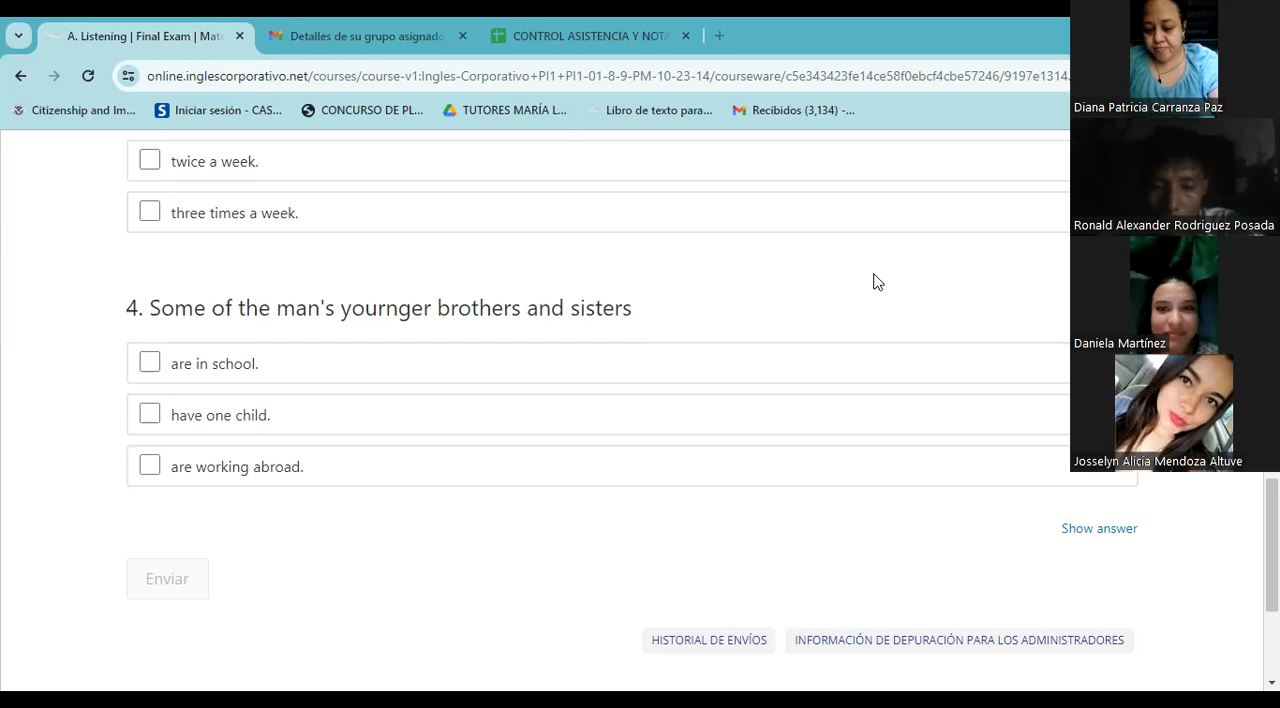 A. Listening | Final Exam | Mat
Detalles de su grupo asignado
CONTROL ASISTENCIA Y NOTA
online.inglescorporativo.net/courses/course-v1:Ingles-Corporativo+PI1+PI1-01-8-9-PM-10-23-14/courseware/c5e343423fe14ce58f0ebcf4cbe57246/9197e1314.
Citizenship and Im...
Iniciar sesión - CAS...
CONCURSO DE PL...
TUTORES MARÍA L...
Libro de texto para...
Recibidos (3,134) -...
twice a week.
three times a week.
4. Some of the man's yournger brothers and sisters
are in school.
have one child.
are working abroad.
Show answer
Enviar
HISTORIAL DE ENVÍOS
INFORMACIÓN DE DEPURACIÓN PARA LOS ADMINISTRADORES
Diana Patricia Carranza Paz
Ronald Alexander Rodriguez Posada
Daniela Martínez
Josselyn Alicia Mendoza Altuve